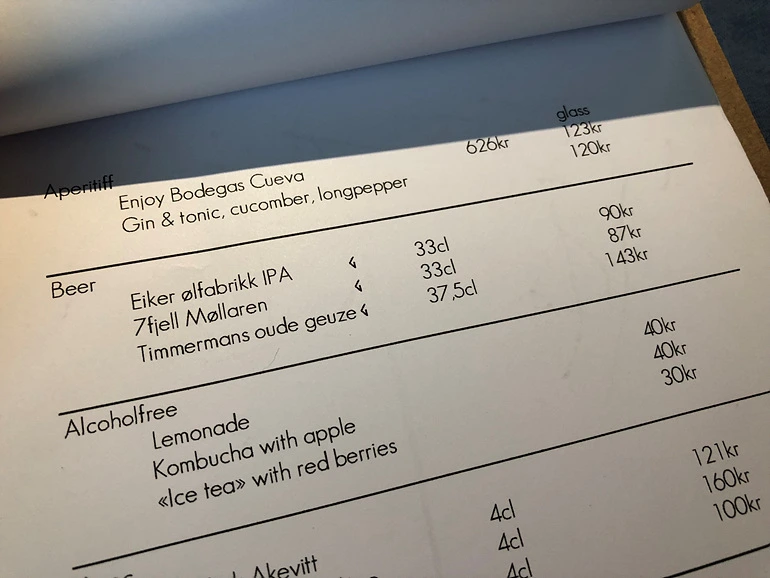 glass
Aperitiff
Enjoy Bodegas Cueva 626kr 123kr
Gin & tonic, cucomber, longpepper 120kr
Beer
Eiker ølfabrikk IPA 33cl 90kr
7fjell Møllaren 33cl 87kr
Timmermans oude geuze 37,5cl 143kr
Alcoholfree
Lemonade 40kr
Kombucha with apple 40kr
«Ice tea» with red berries 30kr
Akevitt 4cl 121kr
4cl 160kr
4cl 100kr